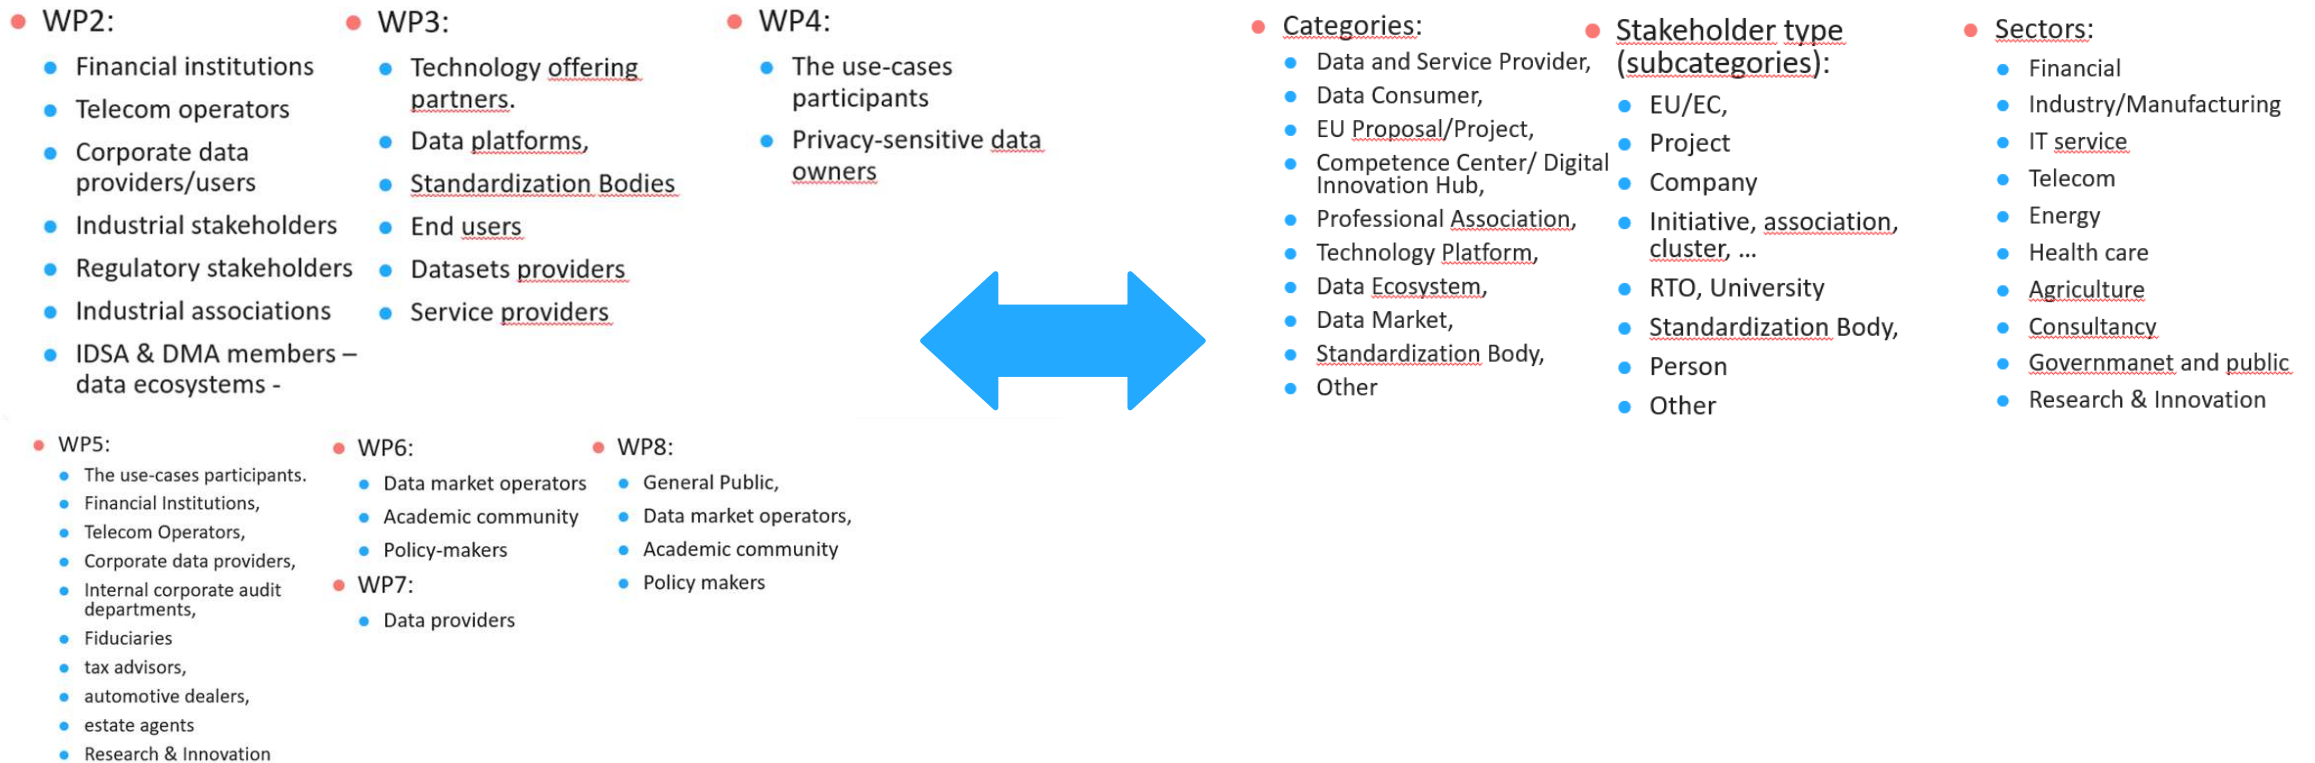 WP2:
Financial institutions
Telecom operators
Corporate data
providers/users
Industrial stakeholders
Regulatory stakeholders
Industrial associations
IDSA & DMA members –
data ecosystems -
WP3:
Technology offering
partners.
Data platforms,
Standardization Bodies
End users
Datasets providers
Service providers
WP4:
The use-cases
participants
Privacy-sensitive data
owners
WP5:
The use-cases participants.
Financial Institutions,
Telecom Operators,
Corporate data providers,
Internal corporate audit
departments,
Fiduciaries
tax advisors,
automotive dealers,
estate agents
Research & Innovation
WP6:
Data market operators
Academic community
Policy-makers
WP7:
Data providers
WP8:
General Public,
Data market operators,
Academic community
Policy makers
Categories:
Data and Service Provider,
Data Consumer,
EU Proposal/Project,
Competence Center/ Digital
Innovation Hub,
Professional Association,
Technology Platform,
Data Ecosystem,
Data Market,
Standardization Body,
Other
Stakeholder type
(subcategories):
EU/EC,
Project
Company
Initiative, association,
cluster, ...
RTO, University
Standardization Body,
Person
Other
Sectors:
Financial
Industry/Manufacturing
IT service
Telecom
Energy
Health care
Agriculture
Consultancy
Governmanet and public
Research & Innovation